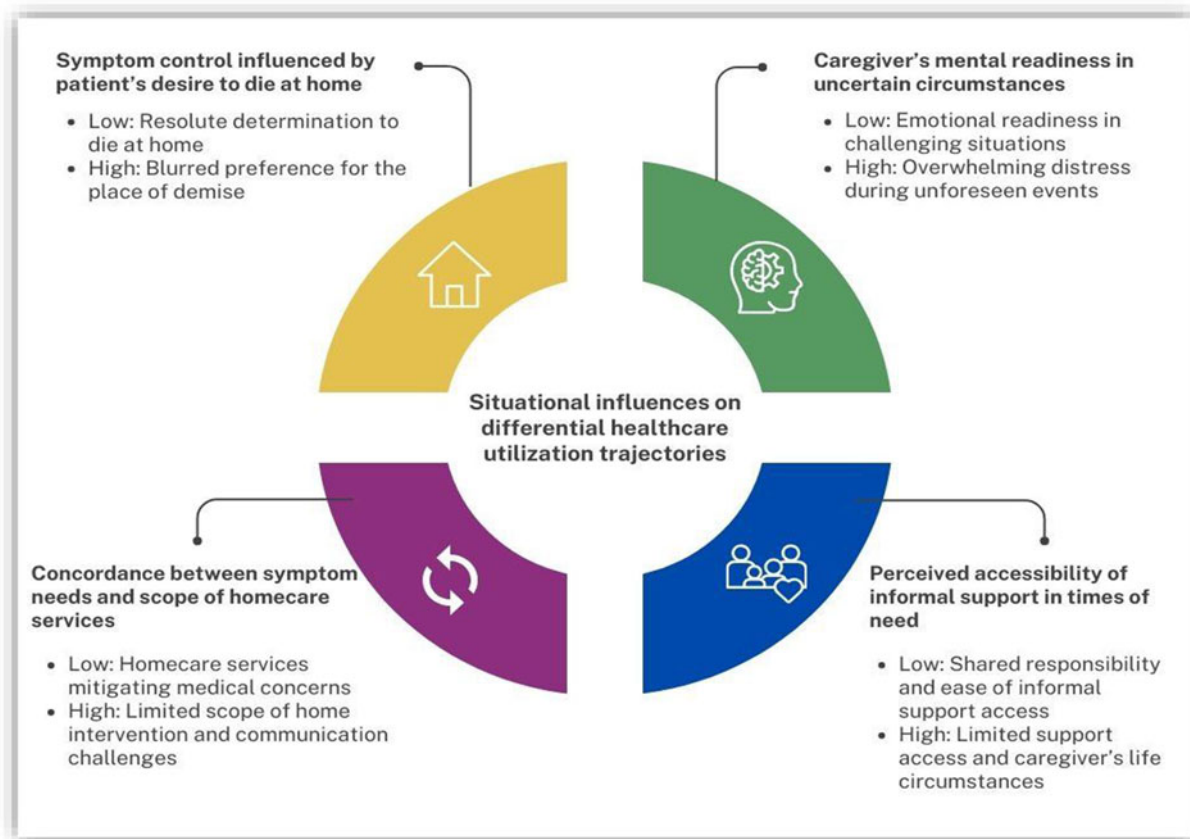 Symptom control influenced by
patient's desire to die at home
• Low: Resolute determination to
die at home
• High: Blurred preference for the
place of demise
Caregiver's mental readiness in
uncertain circumstances
• Low: Emotional readiness in
challenging situations
• High: Overwhelming distress
during unforeseen events
Situational influences on
differential healthcare
utilization trajectories
Concordance between symptom
needs and scope of homecare
services
• Low: Homecare services
mitigating medical concerns
• High: Limited scope of home
intervention and communication
challenges
Perceived accessibility of
informal support in times of
need
• Low: Shared responsibility
and ease of informal
support access
• High: Limited support
access and caregiver's life
circumstances